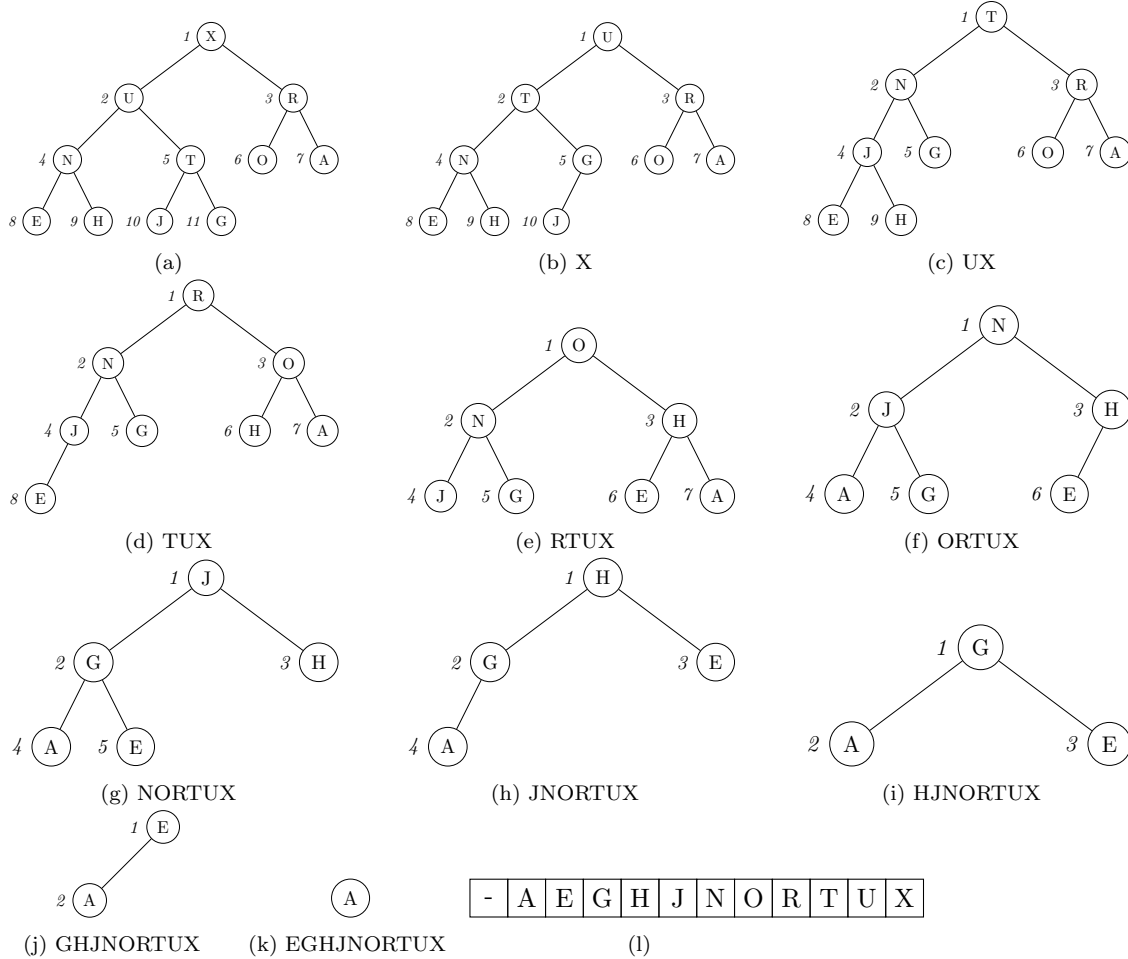 1 X
2 U 3 R
4 N 5 T 6 O 7 A
8 E 9 H 10 J 11 G
(a)
1 U
2 T 3 R
4 N 5 G 6 O 7 A
8 E 9 H 10 J
(b) X
1 T
2 N 3 R
4 J 5 G 6 O 7 A
8 E 9 H
(c) UX
1 R
2 N 3 O
4 J 5 G 6 H 7 A
8 E
(d) TUX
1 O
2 N 3 H
4 J 5 G 6 E 7 A
(e) RTUX
1 N
2 J 3 H
4 A 5 G 6 E
(f) ORTUX
1 J
2 G 3 H
4 A 5 E
(g) NORTUX
1 H
2 G 3 E
4 A
(h) JNORTUX
1 G
2 A 3 E
(i) HJNORTUX
1 E
2 A
(j) GHJNORTUX
A
(k) EGHJNORTUX
- A E G H J N O R T U X
(l)